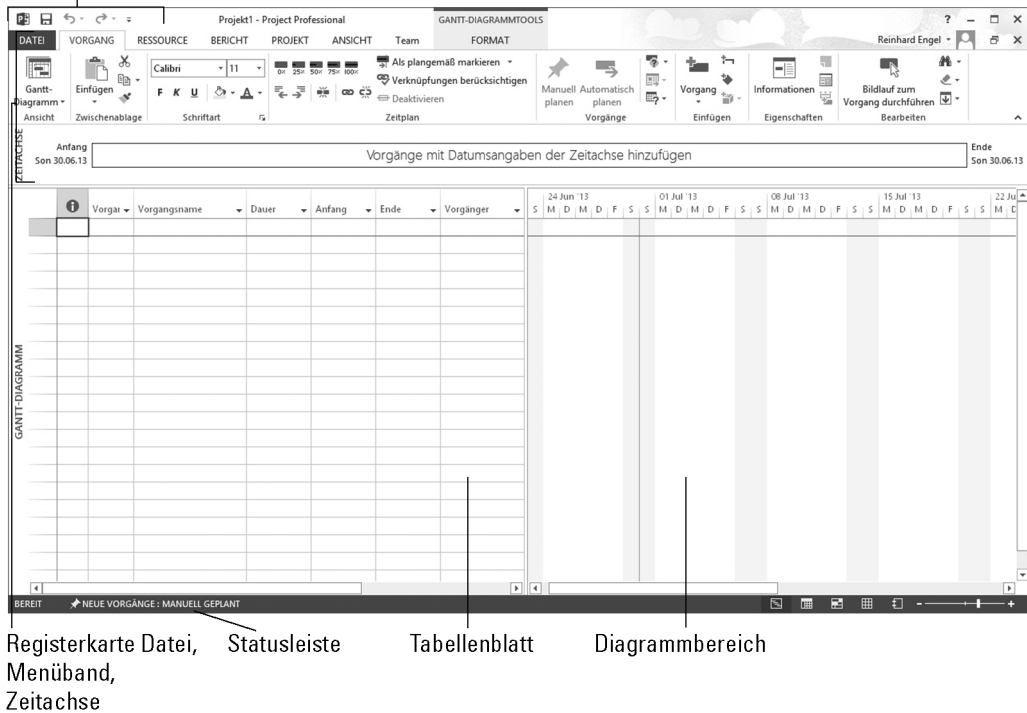 Projekt1 - Project Professional
GANTT-DIAGRAMMTOOLS
?
DATEI VORGANG RESSOURCE BERICHT PROJEKT ANSICHT Team FORMAT Reinhard Engel
Gantt-Diagramm
Ansicht
Einfügen
Zwischenablage
Calibri 11
F K U A
Schriftart
0% 25% 50% 75% 100%
Als plangemäß markieren
Verknüpfungen berücksichtigen
Deaktivieren
Zeitplan
Manuell planen
Automatisch planen
Vorgänge
Vorgang
Einfügen
Informationen
Eigenschaften
Bildlauf zum
Vorgang durchführen
Bearbeiten
ZEITACHSE
Anfang
Son 30.06.13
Vorgänge mit Datumsangaben der Zeitachse hinzufügen
Ende
Son 30.06.13
Vorgar Vorgangsname Dauer Anfang Ende Vorgänger
24 Jun '13 01 Jul '13 08 Jul '13 15 Jul '13 22 Ju
S M D M D F S S M D M D F S S M D M D F S S M D M D F S S M D
GANTT-DIAGRAMM
BEREIT NEUE VORGÄNGE : MANUELL GEPLANT
Registerkarte Datei,
Menüband,
Zeitachse
Statusleiste
Tabellenblatt
Diagrammbereich